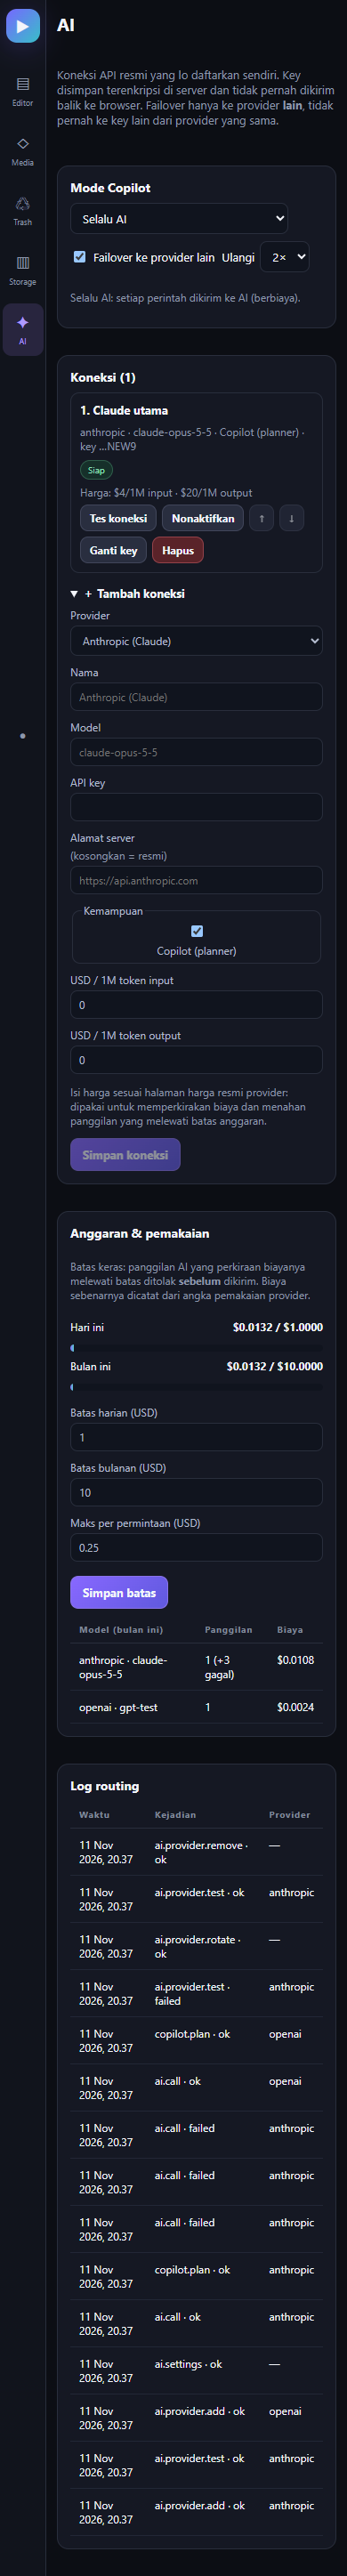 AI
Editor
Media
Trash
Storage
AI
Koneksi API resmi yang lo daftarkan sendiri. Key
disimpan terenkripsi di server dan tidak pernah dikirim
balik ke browser. Failover hanya ke provider lain, tidak
pernah ke key lain dari provider yang sama.
Mode Copilot
Selalu AI
Failover ke provider lain Ulangi 2×
Selalu AI: setiap perintah dikirim ke AI (berbiaya).
Koneksi (1)
1. Claude utama
anthropic · claude-opus-5-5 · Copilot (planner) ·
key …NEW9
Siap
Harga: $4/1M input · $20/1M output
Tes koneksi Nonaktifkan ↑ ↓
Ganti key Hapus
▼ + Tambah koneksi
Provider
Anthropic (Claude)
Nama
Anthropic (Claude)
Model
claude-opus-5-5
API key
Alamat server
(kosongkan = resmi)
https://api.anthropic.com
Kemampuan
Copilot (planner)
USD / 1M token input
0
USD / 1M token output
0
Isi harga sesuai halaman harga resmi provider:
dipakai untuk memperkirakan biaya dan menahan
panggilan yang melewati batas anggaran.
Simpan koneksi
Anggaran & pemakaian
Batas keras: panggilan AI yang perkiraan biayanya
melewati batas ditolak sebelum dikirim. Biaya
sebenarnya dicatat dari angka pemakaian provider.
Hari ini $0.0132 / $1.0000
Bulan ini $0.0132 / $10.0000
Batas harian (USD)
1
Batas bulanan (USD)
10
Maks per permintaan (USD)
0.25
Simpan batas
Model (bulan ini) Panggilan Biaya
anthropic · claude-opus-5-5 1 (+3 gagal) $0.0108
openai · gpt-test 1 $0.0024
Log routing
Waktu Kejadian Provider
11 Nov 2026, 20.37 ai.provider.remove · ok —
11 Nov 2026, 20.37 ai.provider.test · ok anthropic
11 Nov 2026, 20.37 ai.provider.rotate · ok —
11 Nov 2026, 20.37 ai.provider.test · failed anthropic
11 Nov 2026, 20.37 copilot.plan · ok openai
11 Nov 2026, 20.37 ai.call · ok openai
11 Nov 2026, 20.37 ai.call · failed anthropic
11 Nov 2026, 20.37 ai.call · failed anthropic
11 Nov 2026, 20.37 ai.call · failed anthropic
11 Nov 2026, 20.37 copilot.plan · ok anthropic
11 Nov 2026, 20.37 ai.call · ok anthropic
11 Nov 2026, 20.37 ai.settings · ok —
11 Nov 2026, 20.37 ai.provider.add · ok openai
11 Nov 2026, 20.37 ai.provider.test · ok anthropic
11 Nov 2026, 20.37 ai.provider.add · ok anthropic